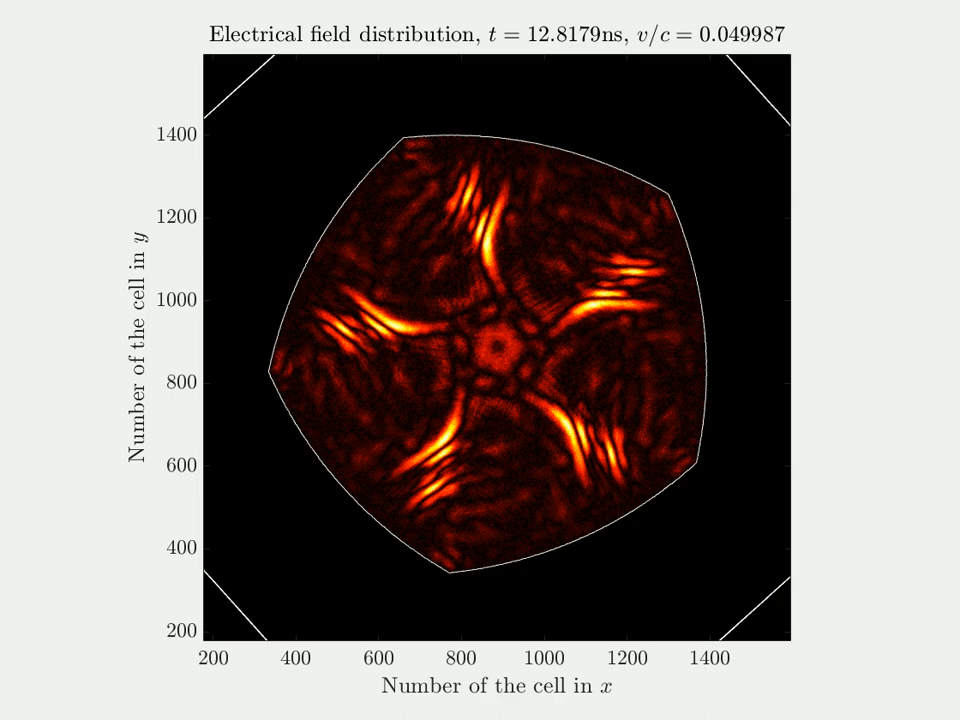 Electrical field distribution, t = 12.8179ns, v/c = 0.049987
Number of the cell in y
1400
1200
1000
800
600
400
200
200 400 600 800 1000 1200 1400
Number of the cell in x